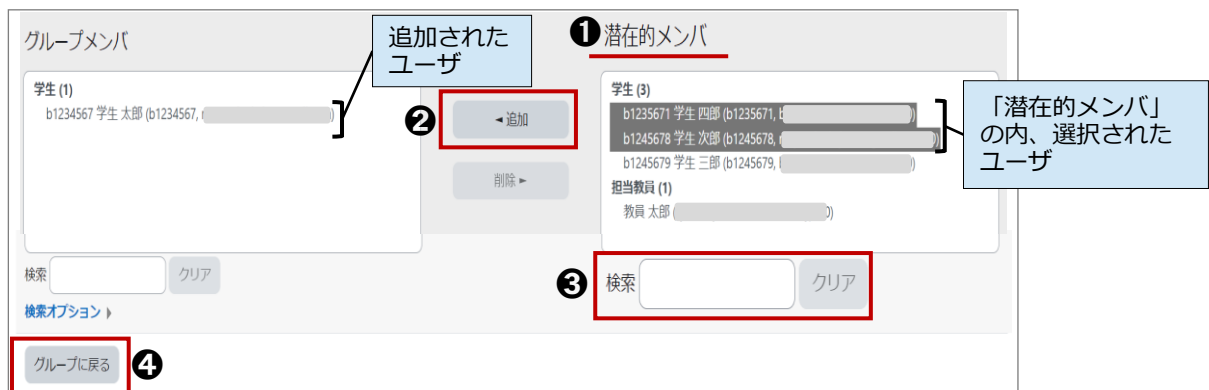 グループメンバ
追加された
ユーザ
❶潜在的メンバ
学生 (1)
b1234567 学生 太郎 (b1234567,
❷
◄追加
削除►
学生 (3)
b1235671 学生 四郎 (b1235671,
b1245678 学生 次郎 (b1245678,
b1245679 学生 三郎 (b1245679,
担当教員 (1)
教員 太郎 (
「潜在的メンバ」
の内、選択された
ユーザ
検索
クリア
検索オプション
❸
検索
クリア
グループに戻る
❹